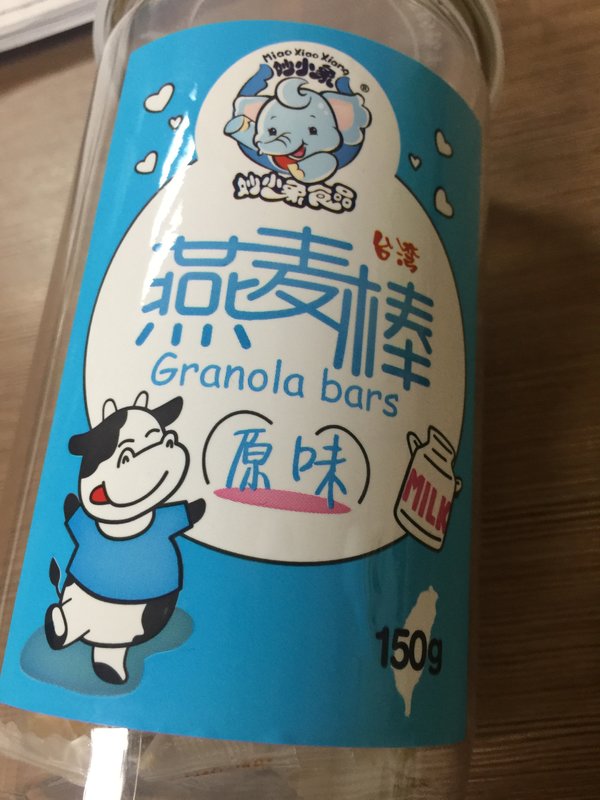 Miao Xiao Xiang
妙小象
®
妙小象食品
台湾
燕麦棒
Granola bars
(原味)
MILK
150g